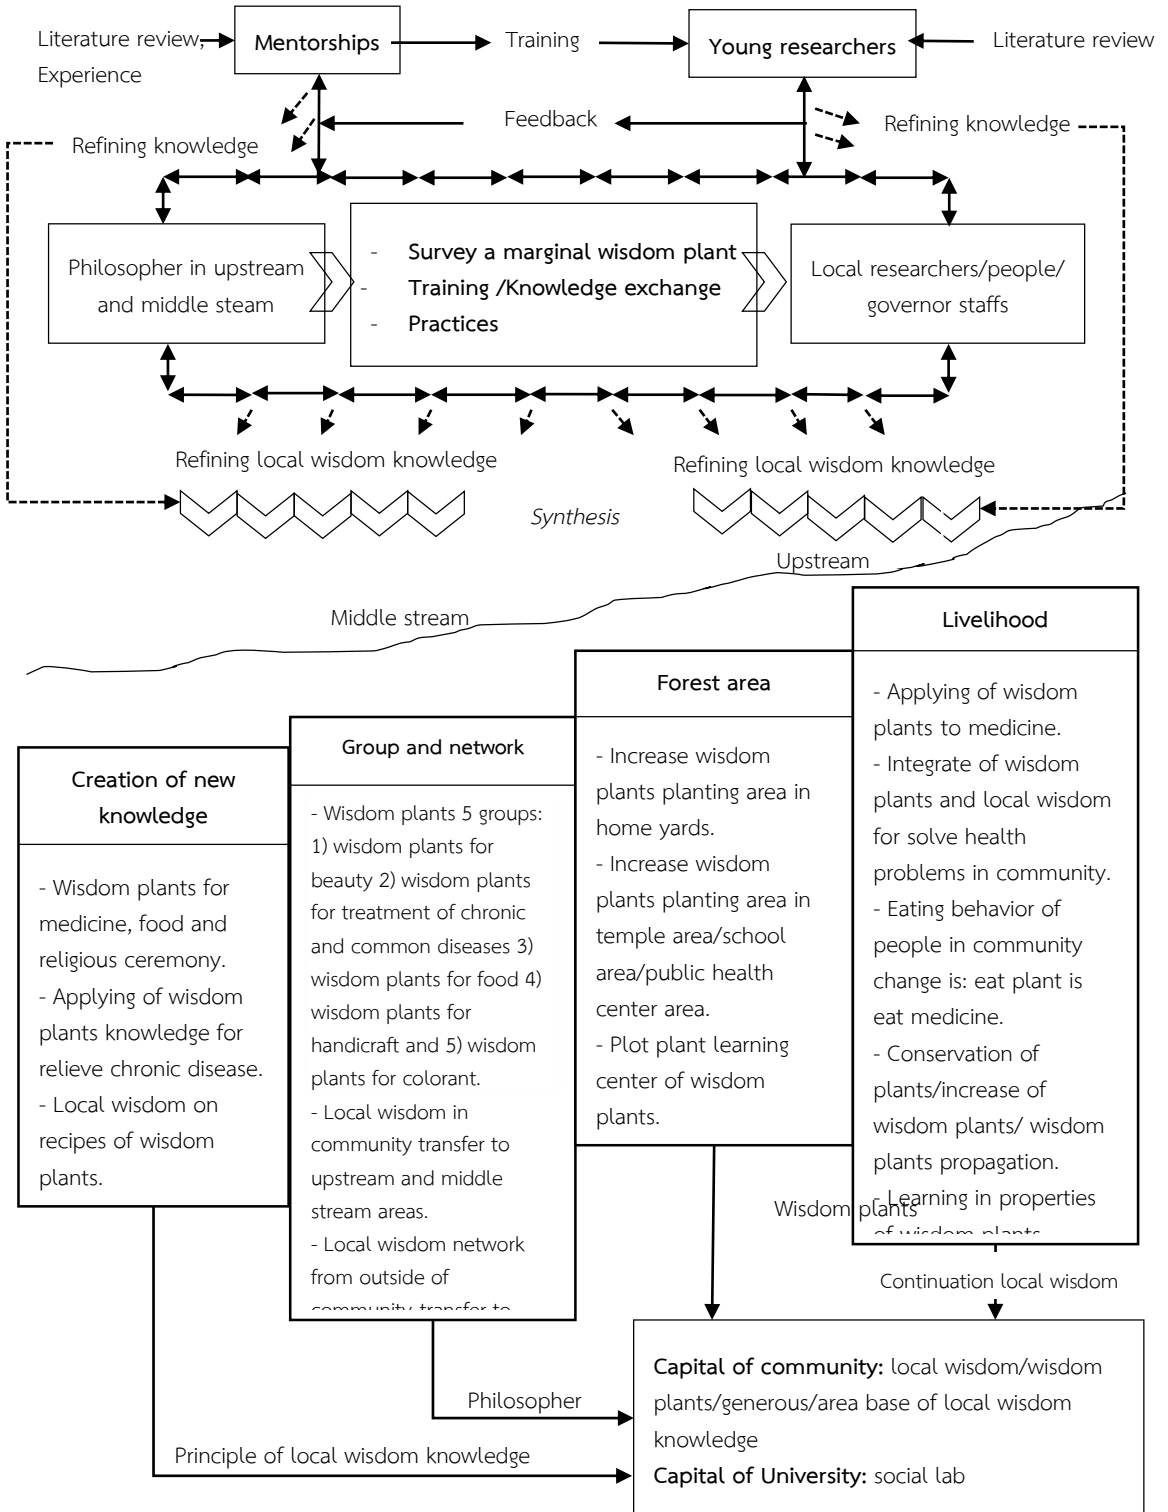 Literature review,
Experience
Mentorships
Training
Young researchers
Literature review
Feedback
Refining knowledge
Refining knowledge
Philosopher in upstream
and middle steam
- Survey a marginal wisdom plant
- Training /Knowledge exchange
- Practices
Local researchers/people/
governor staffs
Refining local wisdom knowledge
Refining local wisdom knowledge
Synthesis
Upstream
Middle stream
Creation of new
knowledge
- Wisdom plants for
medicine, food and
religious ceremony.
- Applying of wisdom
plants knowledge for
relieve chronic disease.
- Local wisdom on
recipes of wisdom
plants.
Group and network
- Wisdom plants 5 groups:
1) wisdom plants for
beauty 2) wisdom plants
for treatment of chronic
and common diseases 3)
wisdom plants for food 4)
wisdom plants for
handicraft and 5) wisdom
plants for colorant.
- Local wisdom in
community transfer to
upstream and middle
stream areas.
- Local wisdom network
from outside of
community transfer to
Forest area
- Increase wisdom
plants planting area in
home yards.
- Increase wisdom
plants planting area in
temple area/school
area/public health
center area.
- Plot plant learning
center of wisdom
plants.
Livelihood
- Applying of wisdom
plants to medicine.
- Integrate of wisdom
plants and local wisdom
for solve health
problems in community.
- Eating behavior of
people in community
change is: eat plant is
eat medicine.
- Conservation of
plants/increase of
wisdom plants/ wisdom
plants propagation.
- Learning in properties
of wisdom plants
Wisdom plants
Continuation local wisdom
Philosopher
Principle of local wisdom knowledge
Capital of community: local wisdom/wisdom
plants/generous/area base of local wisdom
knowledge
Capital of University: social lab